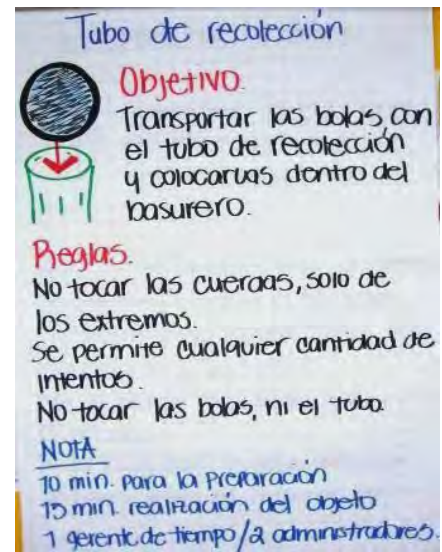 Tubo de recolección
Objetivo.
Transportar las bolas con
el tubo de recolección
y colocarlas dentro del
basurero.
Reglas.
No tocar las cuerdas, solo de
los extremos.
Se permite cualquier cantidad de
intentos.
No tocar las bolas, ni el tubo.
NOTA
10 min. para la preparación
15 min. realización del objeto
1 gerente de tiempo/2 administradores.